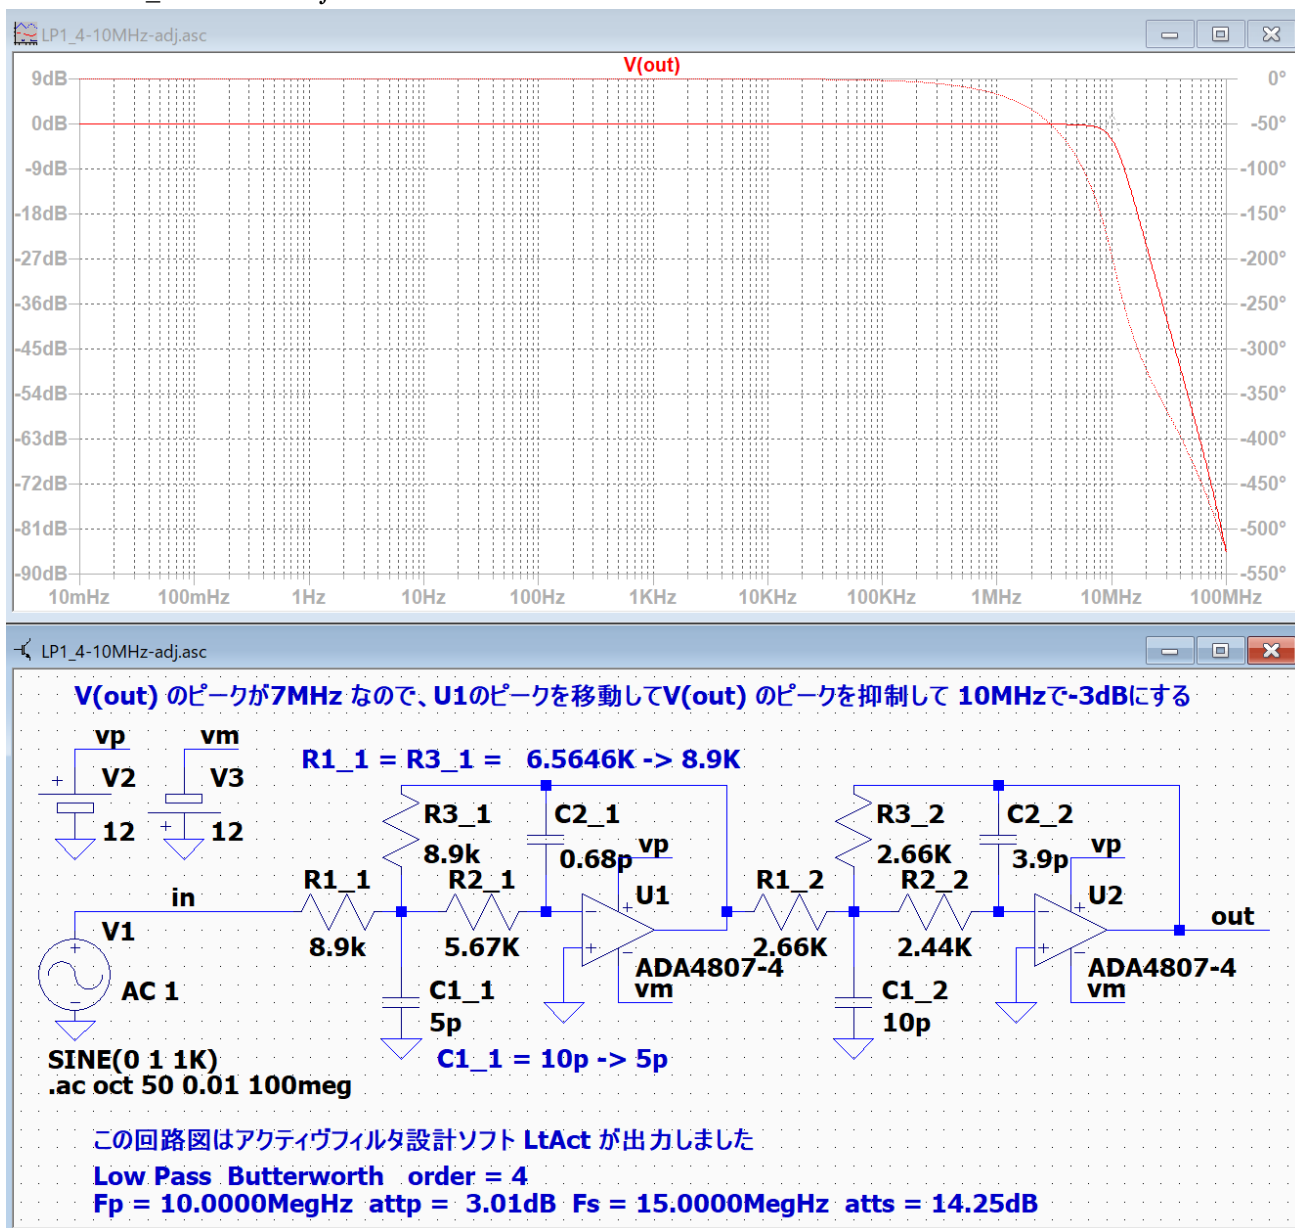 LP1_4-10MHz-adj.asc
V(out)
9dB 0°
0dB -50°
-9dB -100°
-18dB -150°
-27dB -200°
-36dB -250°
-45dB -300°
-54dB -350°
-63dB -400°
-72dB -450°
-81dB -500°
-90dB -550°
10mHz 100mHz 1Hz 10Hz 100Hz 1KHz 10KHz 100KHz 1MHz 10MHz 100MHz
LP1_4-10MHz-adj.asc
V(out) のピークが7MHz なので、U1のピークを移動してV(out) のピークを抑制して 10MHzで-3dBにする
vp vm
R1_1 = R3_1 = 6.5646K -> 8.9K
V2 V3
12 12
R3_1 C2_1 R3_2 C2_2
8.9k 0.68p vp 2.66K 3.9p vp
in R1_1 R2_1 U1 R1_2 R2_2 U2
out
V1 8.9k 5.67K 2.66K 2.44K
ADA4807-4 ADA4807-4
AC 1 C1_1 vm C1_2 vm
5p 10p
SINE(0 1 1K) C1_1 = 10p -> 5p
.ac oct 50 0.01 100meg
この回路図はアクティヴフィルタ設計ソフト LtAct が出力しました
Low Pass Butterworth order = 4
Fp = 10.0000MegHz attp = 3.01dB Fs = 15.0000MegHz atts = 14.25dB